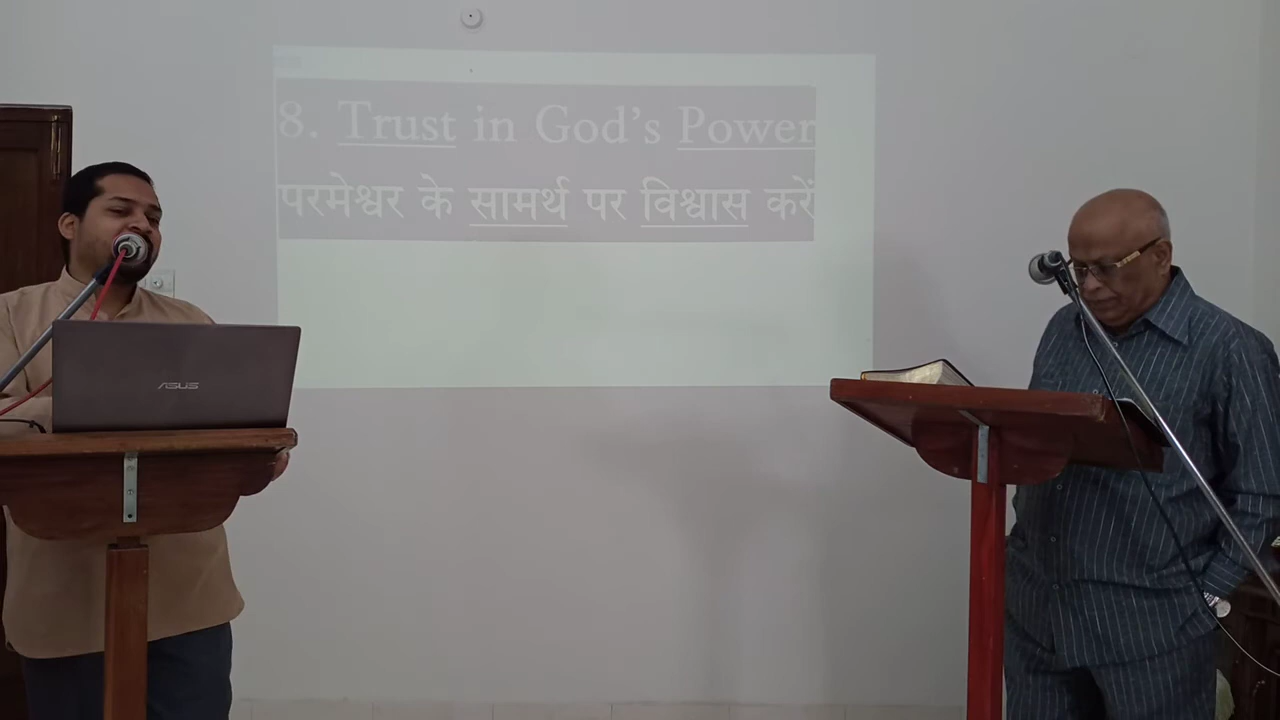 8. Trust in God's Power
परमेश्वर के सामर्थ पर विश्वास करें
ASUS